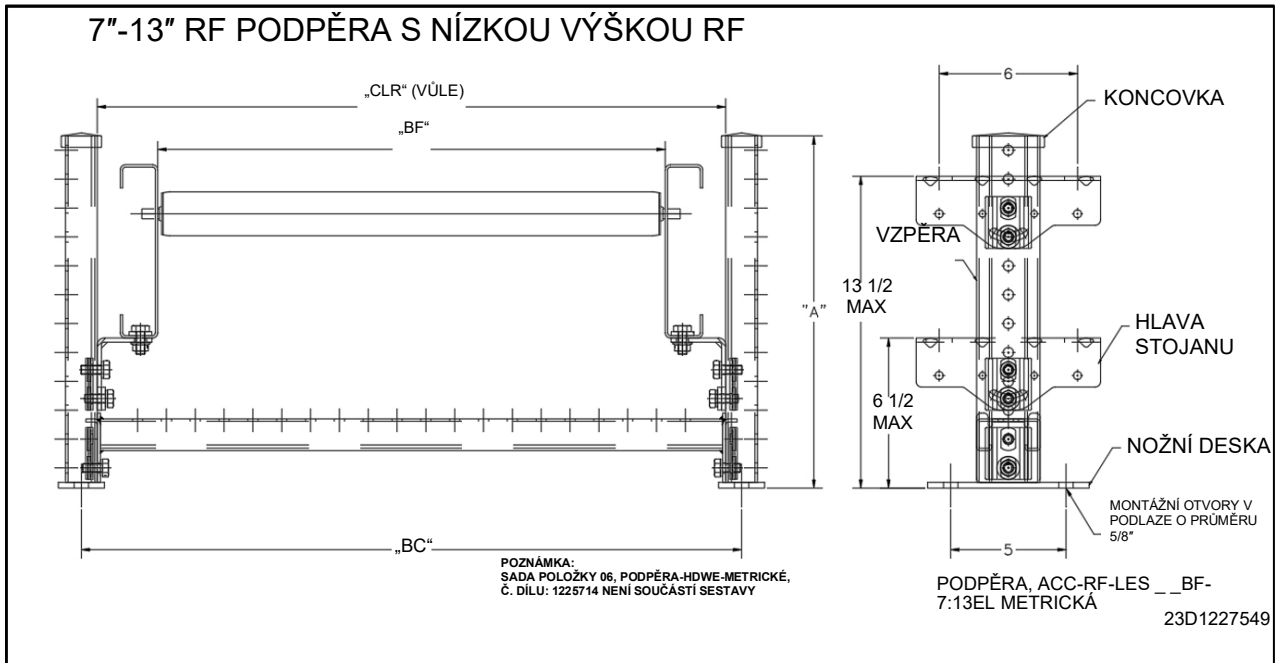 7″-13″ RF PODPĚRA S NÍZKOU VÝŠKOU RF
„CLR“ (VŮLE)
„BF“
"A"
„BC“
POZNÁMKA:
SADA POLOŽKY 06, PODPĚRA-HDWE-METRICKÉ,
Č. DÍLU: 1225714 NENÍ SOUČÁSTÍ SESTAVY
6
KONCOVKA
VZPĚRA
13 1/2
MAX
HLAVA
STOJANU
6 1/2
MAX
NOŽNÍ DESKA
MONTÁŽNÍ OTVORY V
PODLAZE O PRŮMĚRU
5/8″
5
PODPĚRA, ACC-RF-LES _ _BF-
7:13EL METRICKÁ
23D1227549